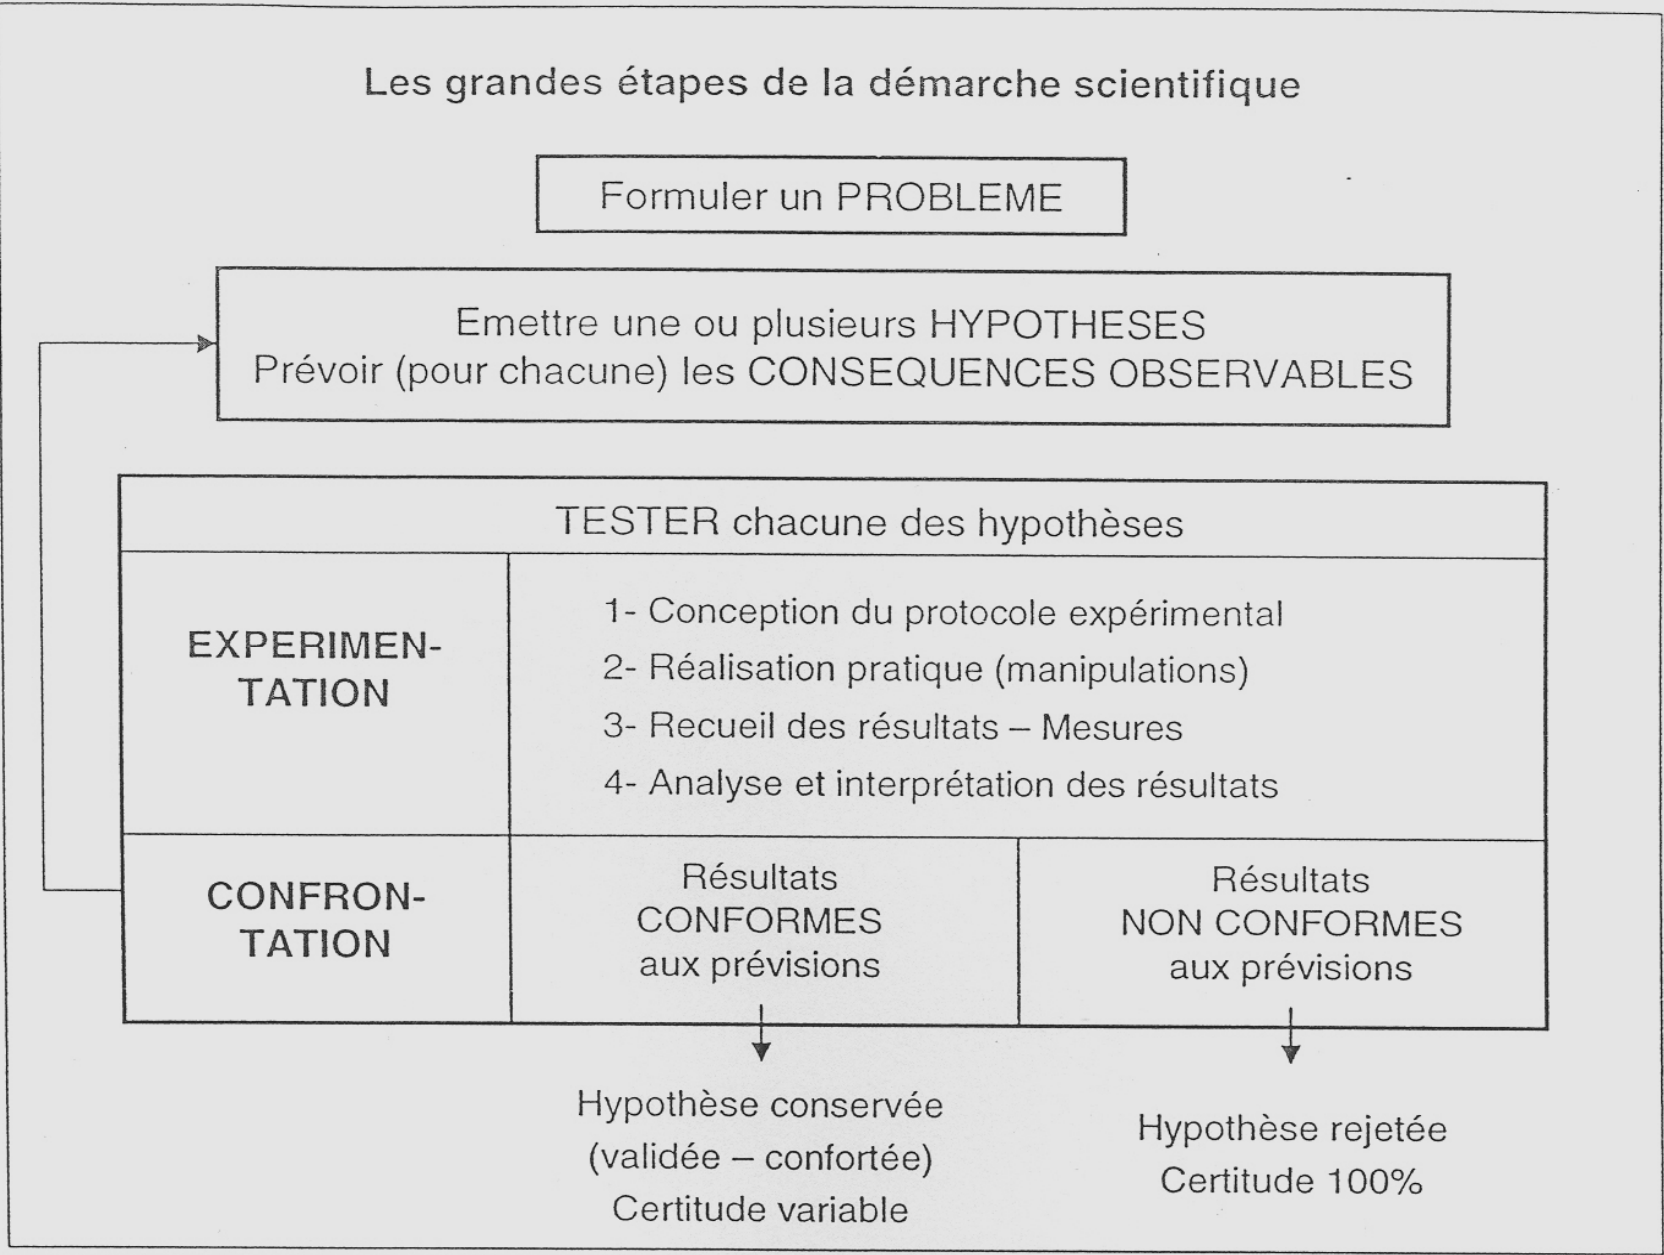 Les grandes étapes de la démarche scientifique
Formuler un PROBLEME
Emettre une ou plusieurs HYPOTHESES
Prévoir (pour chacune) les CONSEQUENCES OBSERVABLES
TESTER chacune des hypothèses
EXPERIMEN-
TATION
1- Conception du protocole expérimental
2- Réalisation pratique (manipulations)
3- Recueil des résultats – Mesures
4- Analyse et interprétation des résultats
CONFRON-
TATION
Résultats
CONFORMES
aux prévisions
Résultats
NON CONFORMES
aux prévisions
Hypothèse conservée
(validée – confortée)
Certitude variable
Hypothèse rejetée
Certitude 100%